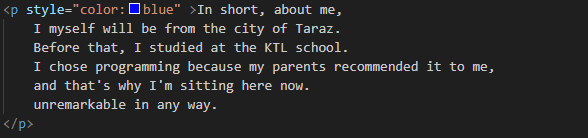 <p style="color:blue" >In short, about me,
I myself will be from the city of Taraz.
Before that, I studied at the KTL school.
I chose programming because my parents recommended it to me,
and that's why I'm sitting here now.
unremarkable in any way.
</p>